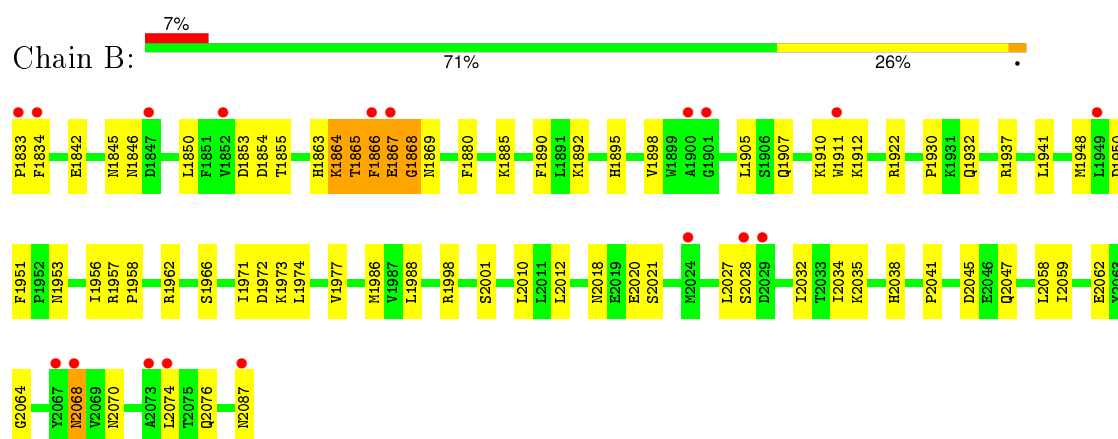 7%
Chain B:
71% 26% •
P1833 F1834 E1842 N1845 N1846 D1847 L1850 F1851 V1852 D1853 D1854 T1855 H1863 K1864 T1865 F1866 E1867 G1868 N1869 F1880 K1885 F1890 L1891 K1892 H1895 V1898 W1899 A1900 G1901 L1905 S1906 Q1907 K1910 W1911 K1912 R1922 P1930 K1931 Q1932 R1937 L1941 M1948 L1949 D1950
F1951 P1952 N1953 I1956 R1957 P1958 R1962 S1966 I1971 D1972 K1973 L1974 V1977 M1986 V1987 L1988 R1998 S2001 L2010 L2011 L2012 N2018 E2019 E2020 S2021 M2024 L2027 S2028 D2029 I2032 T2033 I2034 K2035 H2038 P2041 D2045 E2046 Q2047 L2058 I2059 E2062 Y2063
G2064 Y2067 N2068 V2069 N2070 A2073 L2074 T2075 Q2076 N2087